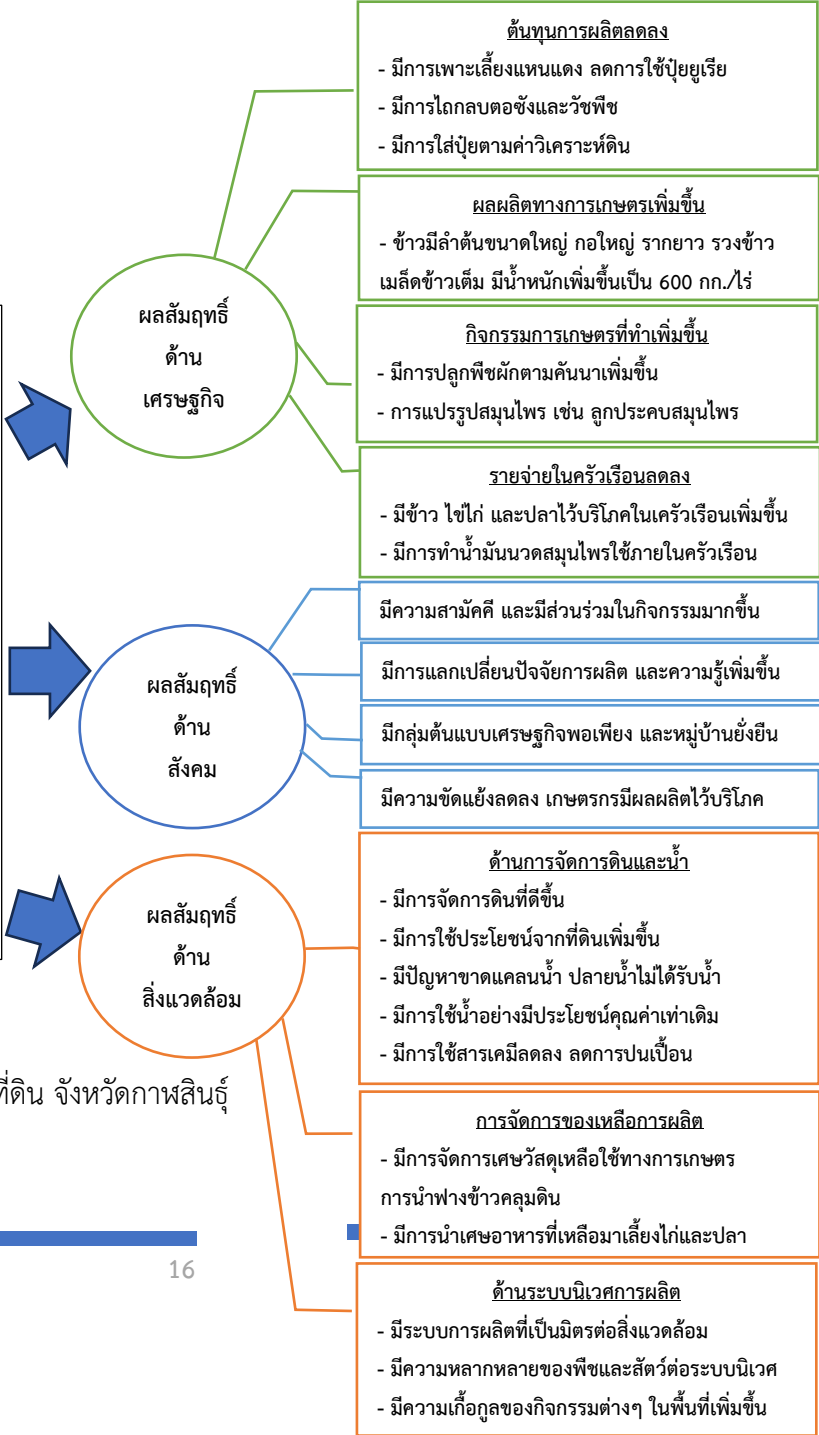 ต้นทุนการผลิตลดลง
- มีการเพาะเลี้ยงแหนแดง ลดการใช้ปุ๋ยยูเรีย
- มีการไถกลบตอซังและวัชพืช
- มีการใส่ปุ๋ยตามค่าวิเคราะห์ดิน
ผลผลิตทางการเกษตรเพิ่มขึ้น
- ข้าวมีลำต้นขนาดใหญ่ กอใหญ่ รากยาว รวงข้าว
เมล็ดข้าวเต็ม มีน้ำหนักเพิ่มขึ้นเป็น 600 กก./ไร่
ผลสัมฤทธิ์
ด้าน
เศรษฐกิจ
กิจกรรมการเกษตรที่ทำเพิ่มขึ้น
- มีการปลูกพืชผักตามคันนาเพิ่มขึ้น
- การแปรรูปสมุนไพร เช่น ลูกประคบสมุนไพร
รายจ่ายในครัวเรือนลดลง
- มีข้าว ไข่ไก่ และปลาไว้บริโภคในเครัวเรือนเพิ่มขึ้น
- มีการทำน้ำมันนวดสมุนไพรใช้ภายในครัวเรือน
มีความสามัคคี และมีส่วนร่วมในกิจกรรมมากขึ้น
มีการแลกเปลี่ยนปัจจัยการผลิต และความรู้เพิ่มขึ้น
ผลสัมฤทธิ์
ด้าน
สังคม
มีกลุ่มต้นแบบเศรษฐกิจพอเพียง และหมู่บ้านยั่งยืน
มีความขัดแย้งลดลง เกษตรกรมีผลผลิตไว้บริโภค
ด้านการจัดการดินและน้ำ
- มีการจัดการดินที่ดีขึ้น
- มีการใช้ประโยชน์จากที่ดินเพิ่มขึ้น
- มีปัญหาขาดแคลนน้ำ ปลายน้ำไม่ได้รับน้ำ
- มีการใช้น้ำอย่างมีประโยชน์คุณค่าเท่าเดิม
- มีการใช้สารเคมีลดลง ลดการปนเปื้อน
ผลสัมฤทธิ์
ด้าน
สิ่งแวดล้อม
ที่ดิน จังหวัดกาฬสินธุ์
การจัดการของเหลือการผลิต
- มีการจัดการเศษวัสดุเหลือใช้ทางการเกษตร
การนำฟางข้าวคลุมดิน
- มีการนำเศษอาหารที่เหลือมาเลี้ยงไก่และปลา
16
ด้านระบบนิเวศการผลิต
- มีระบบการผลิตที่เป็นมิตรต่อสิ่งแวดล้อม
- มีความหลากหลายของพืชและสัตว์ต่อระบบนิเวศ
- มีความเกื้อกูลของกิจกรรมต่างๆ ในพื้นที่เพิ่มขึ้น